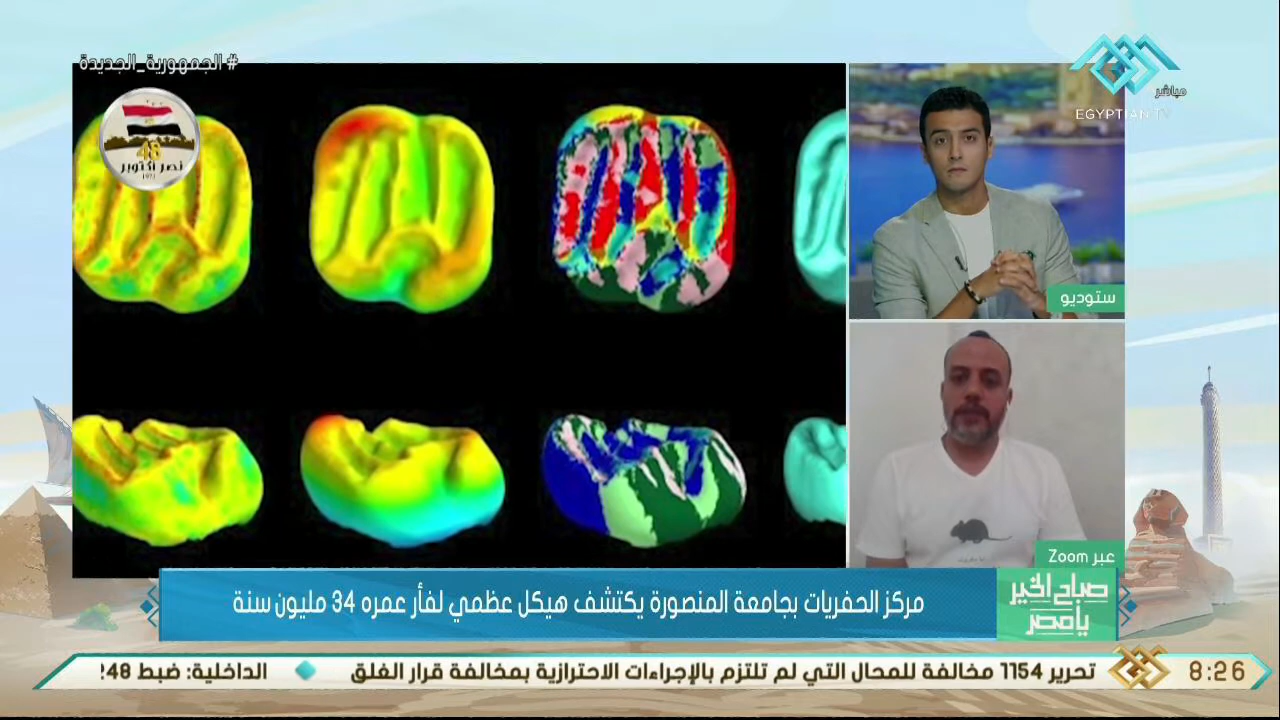 #الجمهورية_الجديدة
مباشر
EGYPTIAN TV
48
نصر أكتوبر
1973
ستوديو
عبر Zoom
صباح الخير
يا مصر
مركز الحفريات بجامعة المنصورة يكتشف هيكل عظمي لفأر عمره 34 مليون سنة
8:26
تحرير 1154 مخالفة للمحال التي لم تلتزم بالإجراءات الاحترازية بمخالفة قرار الغلق
الداخلية: ضبط 248